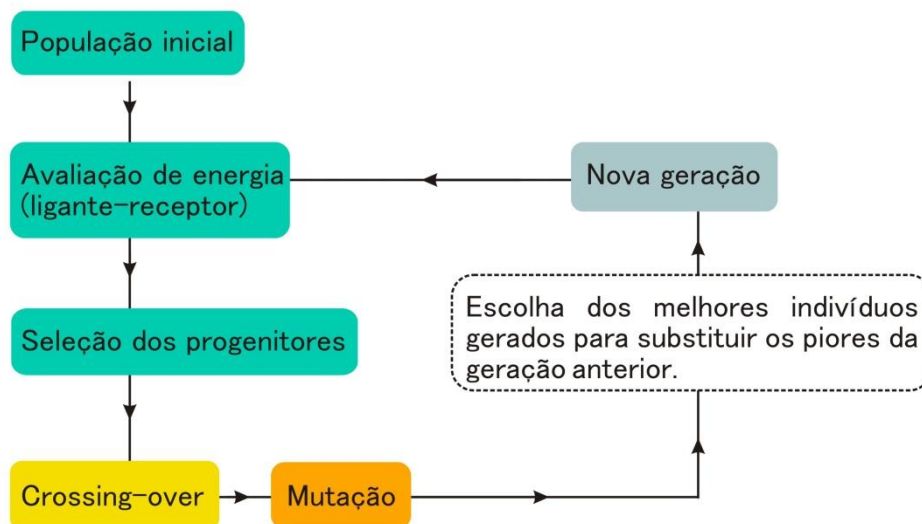 População inicial
Avaliação de energia
(ligante-receptor)
Seleção dos progenitores
Crossing-over
Mutação
Escolha dos melhores indivíduos
gerados para substituir os piores da
geração anterior.
Nova geração